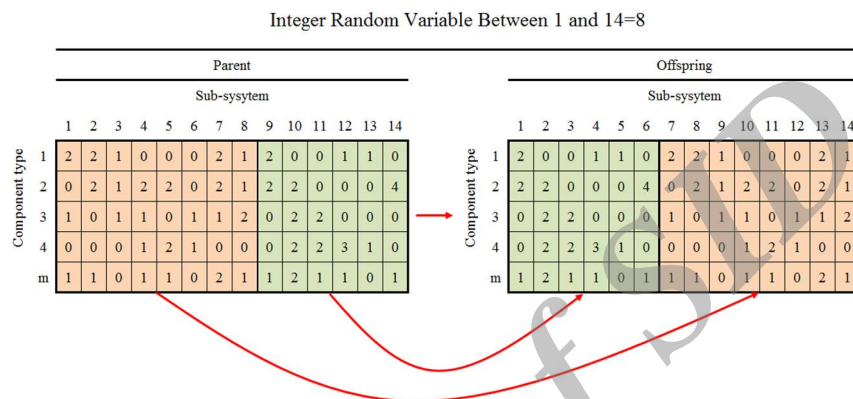 Integer Random Variable Between 1 and 14=8
Parent
Sub-sysytem
1 2 3 4 5 6 7 8 9 10 11 12 13 14
Component type
1 2 2 1 0 0 0 2 1 2 0 0 1 1 0
2 0 2 1 2 2 0 2 1 2 2 0 0 0 4
3 1 0 1 1 0 1 1 2 0 2 2 0 0 0
4 0 0 0 1 2 1 0 0 0 2 2 3 1 0
m 1 1 0 1 1 0 2 1 1 2 1 1 0 1
Offspring
Sub-sysytem
1 2 3 4 5 6 7 8 9 10 11 12 13 14
Component type
1 2 0 0 1 1 0 2 2 1 0 0 0 2 1
2 2 2 0 0 0 4 0 2 1 2 2 0 2 1
3 0 2 2 0 0 0 1 0 1 1 0 1 1 2
4 0 2 2 3 1 0 0 0 0 1 2 1 0 0
m 1 2 1 1 0 1 1 1 0 1 1 0 2 1
f SID